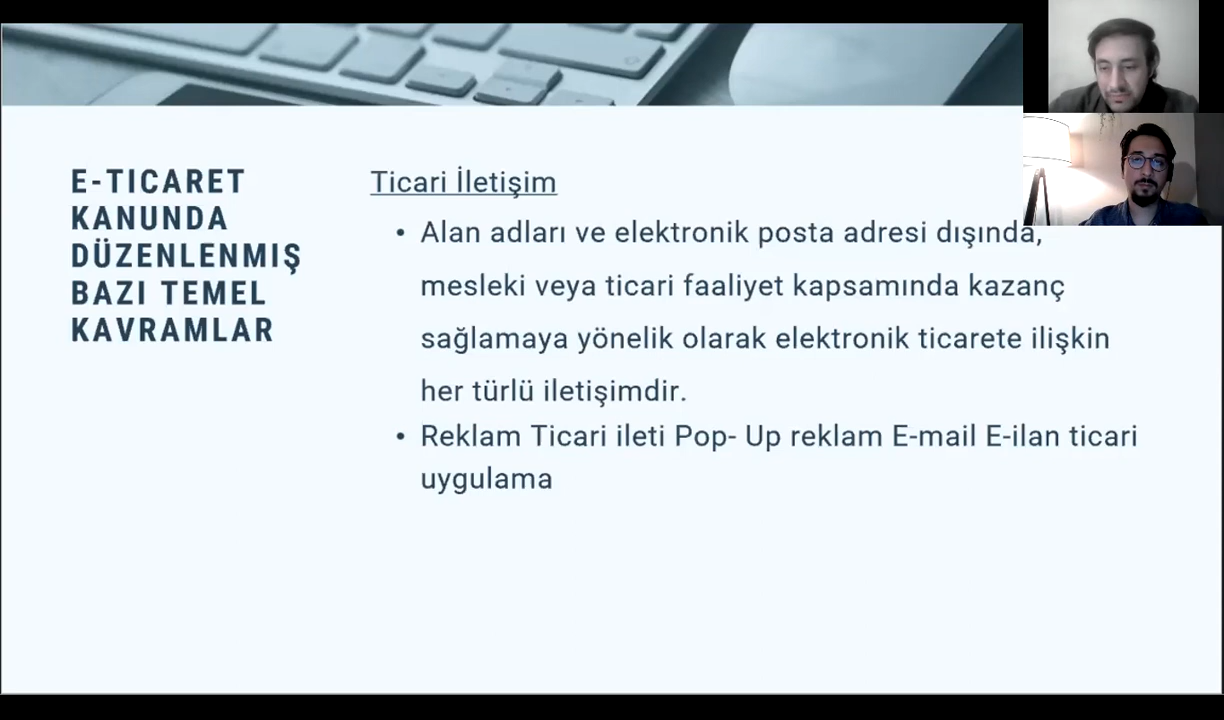 E-TICARET
KANUNDA
DÜZENLENMIŞ
BAZI TEMEL
KAVRAMLAR
Ticari İletişim
• Alan adları ve elektronik posta adresi dışında,
mesleki veya ticari faaliyet kapsamında kazanç
sağlamaya yönelik olarak elektronik ticarete ilişkin
her türlü iletişimdir.
• Reklam Ticari ileti Pop- Up reklam E-mail E-ilan ticari
uygulama